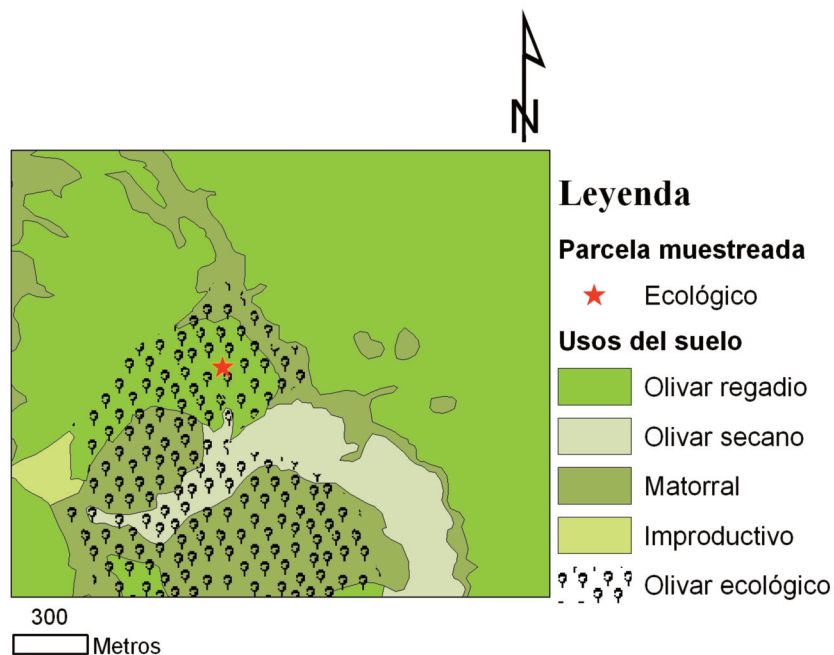 N
Leyenda
Parcela muestreada
Ecológico
Usos del suelo
Olivar regadio
Olivar secano
Matorral
Improductivo
Olivar ecológico
300
Metros